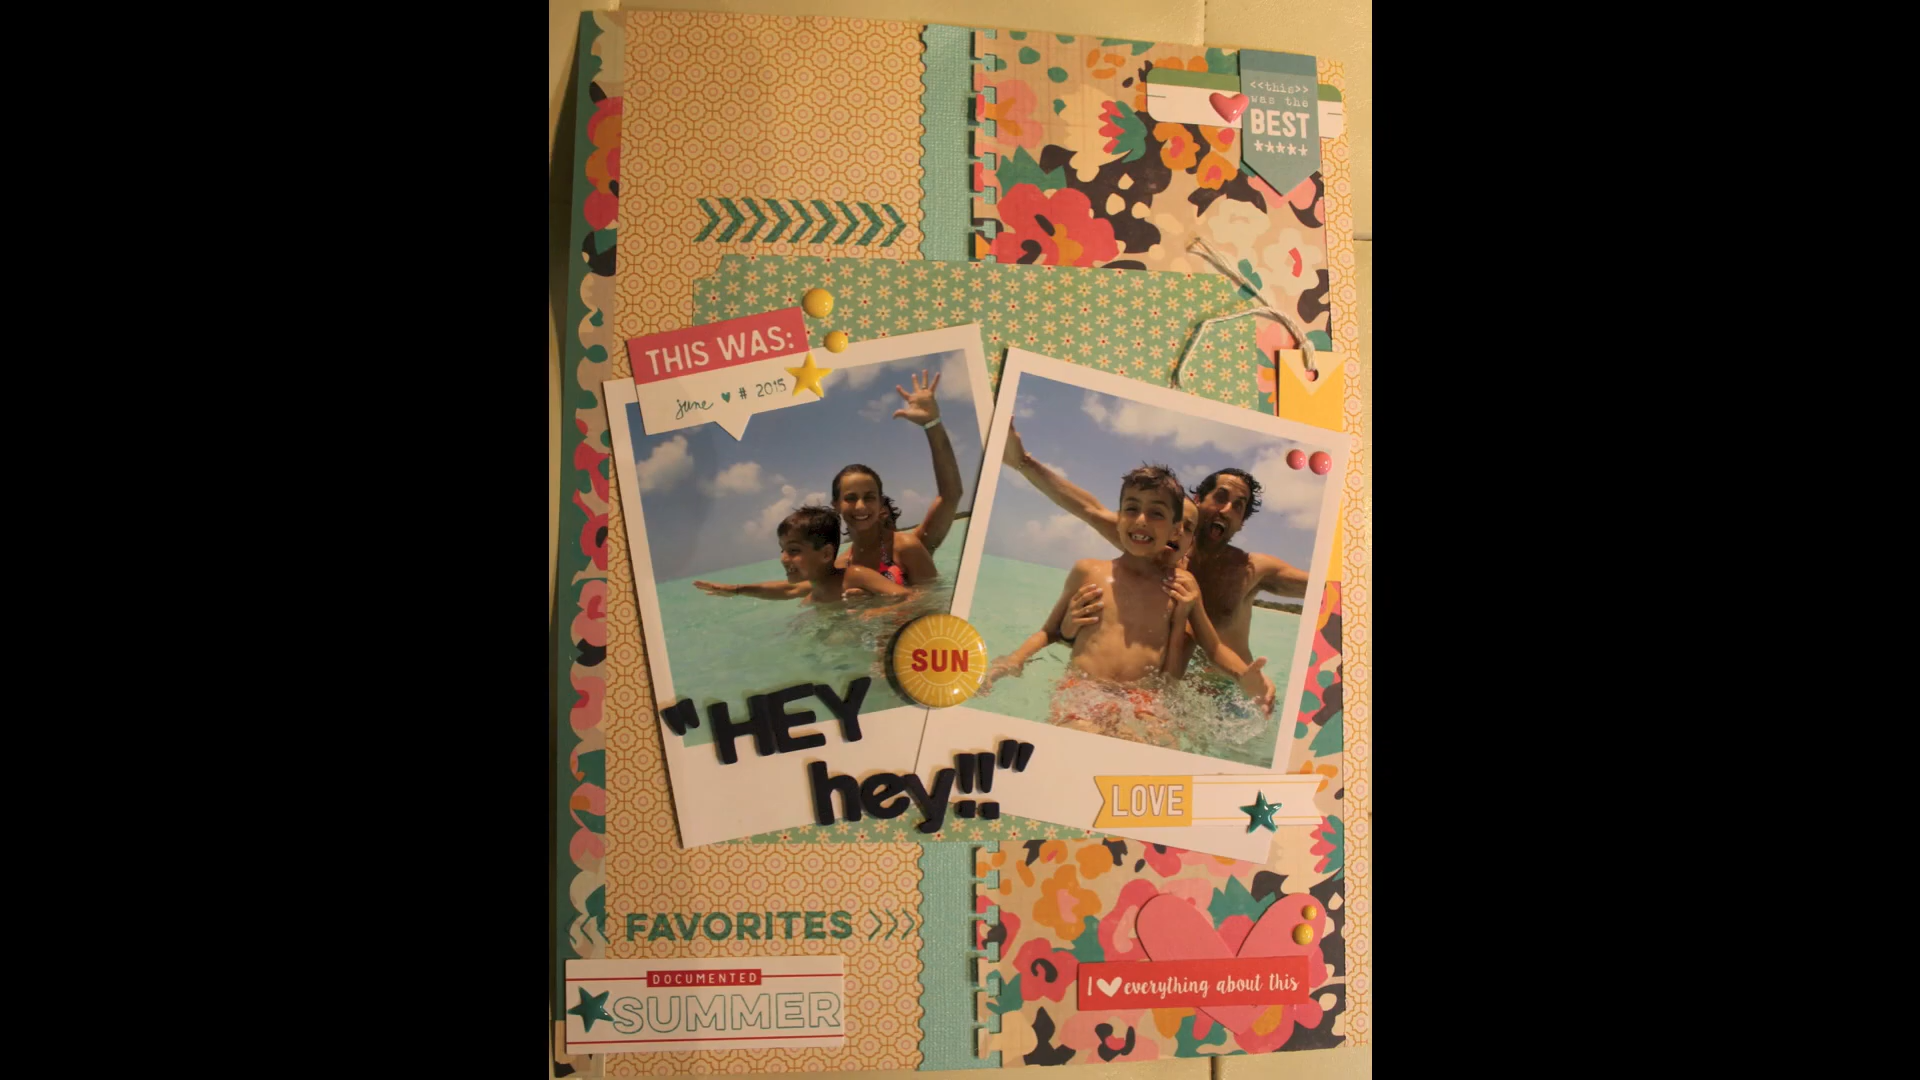 <<this>>
was the
BEST
THIS WAS:
june ♥ # 2015
SUN
"HEY
hey!!"
LOVE
<< FAVORITES >>>
DOCUMENTED
SUMMER
I ♥ everything about this